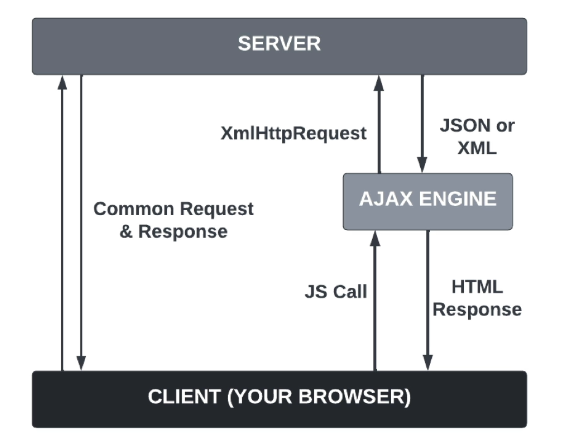 SERVER
XmlHttpRequest
JSON or
XML
AJAX ENGINE
Common Request
& Response
JS Call
HTML
Response
CLIENT (YOUR BROWSER)